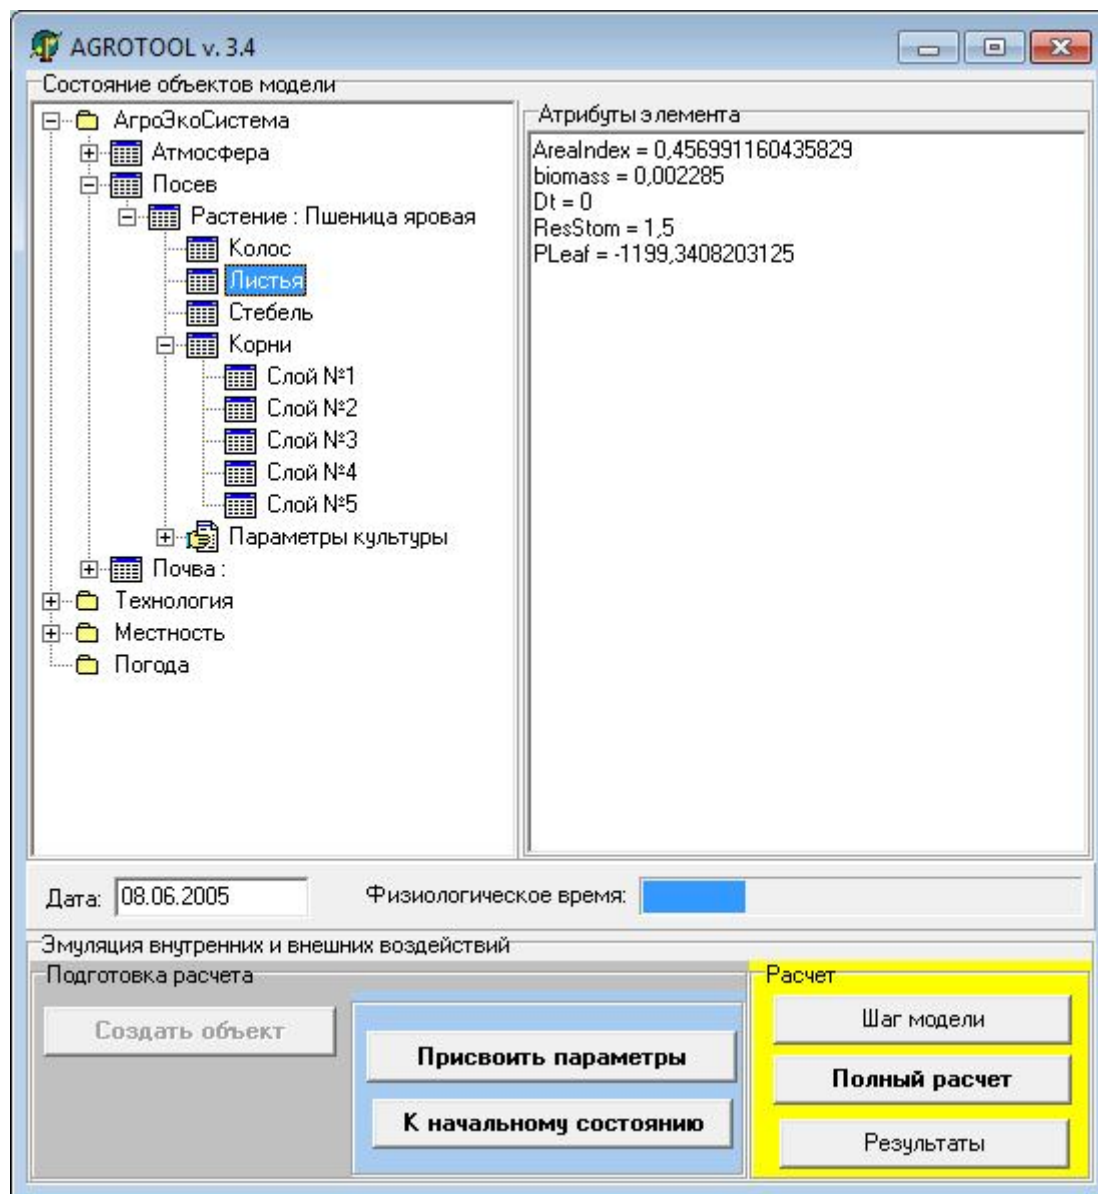 AGROTOOL v. 3.4
Состояние объектов модели
АгроЭкоСистема
Атмосфера
Посев
Растение : Пшеница яровая
Колос
Листья
Стебель
Корни
Слой №1
Слой №2
Слой №3
Слой №4
Слой №5
Параметры культуры
Почва :
Технология
Местность
Погода
Атрибуты элемента
AreaIndex = 0,456991160435829
biomass = 0,002285
Dt = 0
ResStom = 1,5
PLeaf = -1199,3408203125
Дата: 08.06.2005 Физиологическое время:
Эмуляция внутренних и внешних воздействий
Подготовка расчета
Создать объект
Присвоить параметры
К начальному состоянию
Расчет
Шаг модели
Полный расчет
Результаты